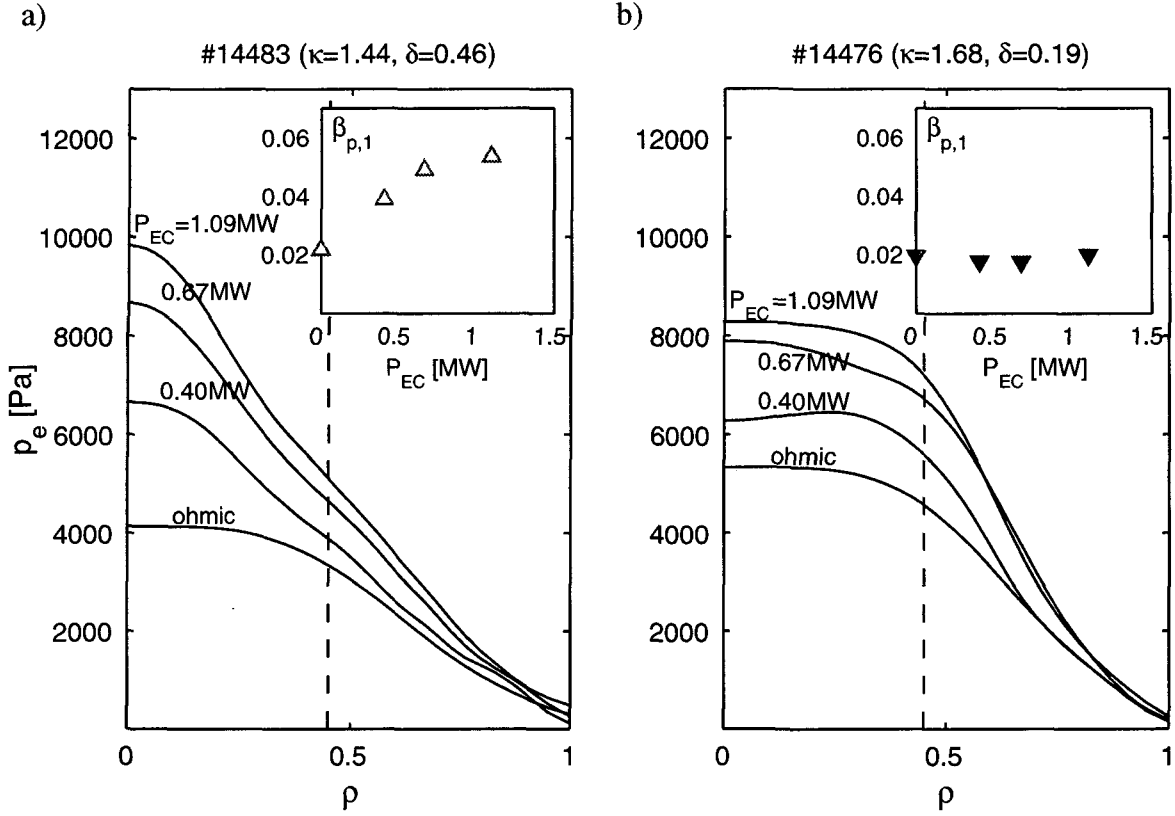 a)
#14483 (κ=1.44, δ=0.46)
12000
10000
8000
6000
4000
2000
p_e [Pa]
P_EC=1.09MW
0.67MW
0.40MW
ohmic
β_p,1
0.06
0.04
0.02
0 0.5 1 1.5
P_EC [MW]
0 0.5 1
ρ
b)
#14476 (κ=1.68, δ=0.19)
12000
10000
8000
6000
4000
2000
P_EC=1.09MW
0.67MW
0.40MW
ohmic
β_p,1
0.06
0.04
0.02
0 0.5 1 1.5
P_EC [MW]
0 0.5 1
ρ